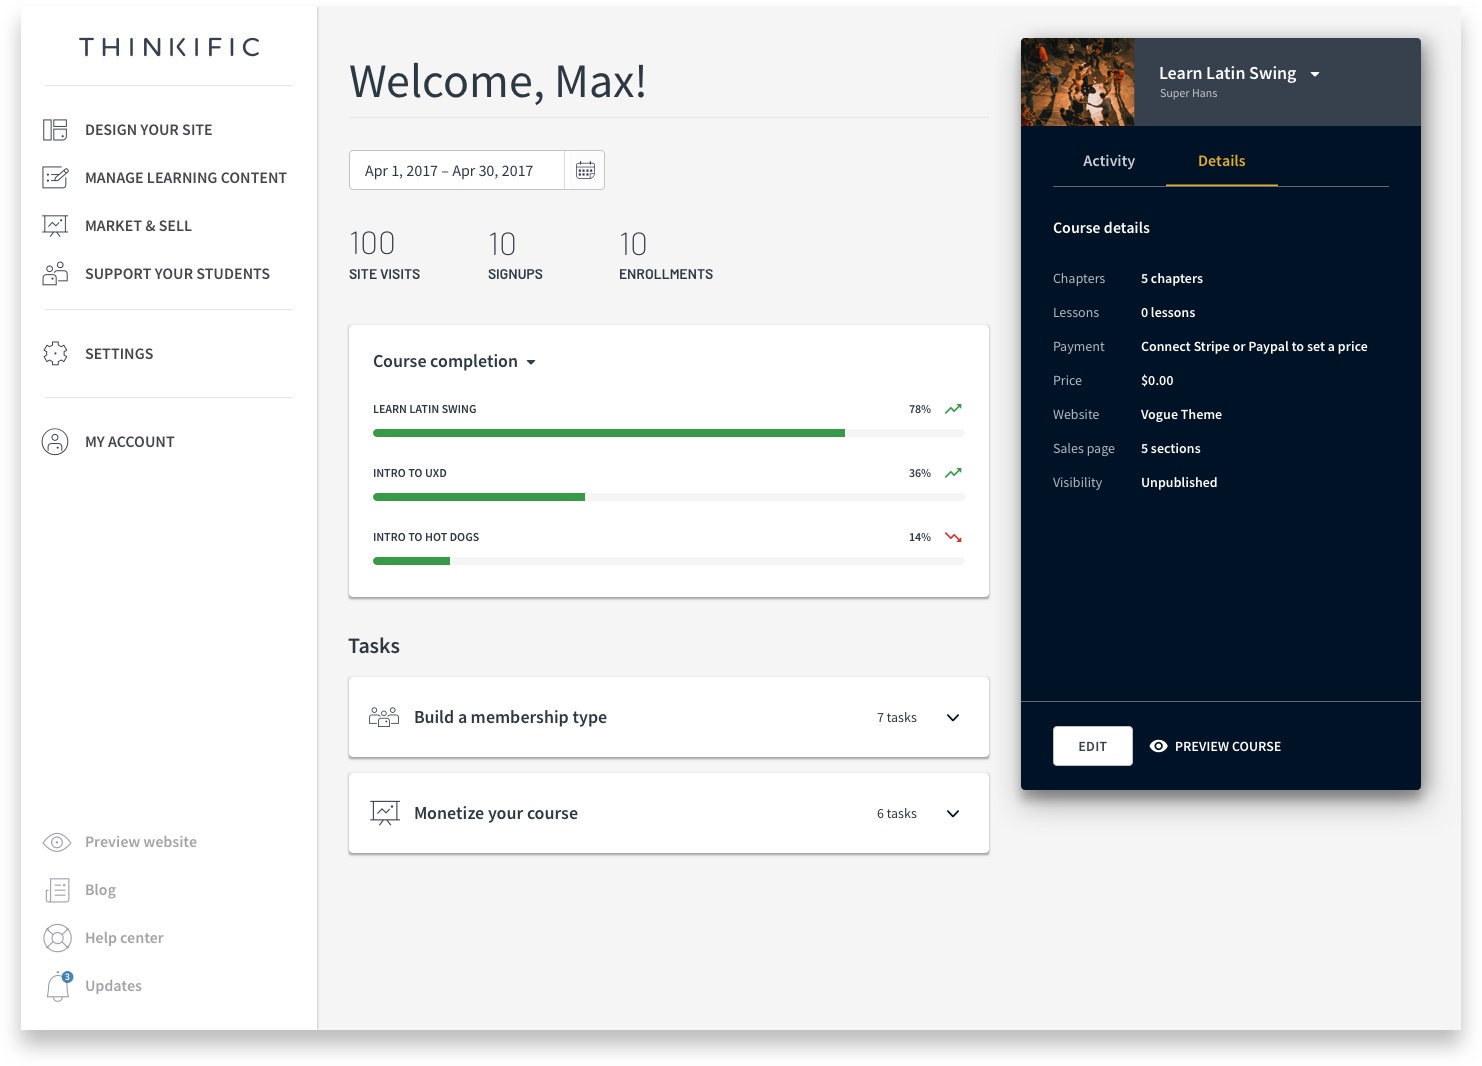 THINKIFIC
DESIGN YOUR SITE
MANAGE LEARNING CONTENT
MARKET & SELL
SUPPORT YOUR STUDENTS
SETTINGS
MY ACCOUNT
Preview website
Blog
Help center
3
Updates
Welcome, Max!
Apr 1, 2017 – Apr 30, 2017
100 10 10
SITE VISITS SIGNUPS ENROLLMENTS
Course completion
LEARN LATIN SWING 78%
INTRO TO UXD 36%
INTRO TO HOT DOGS 14%
Tasks
Build a membership type 7 tasks
Monetize your course 6 tasks
Learn Latin Swing
Super Hans
Activity Details
Course details
Chapters 5 chapters
Lessons 0 lessons
Payment Connect Stripe or Paypal to set a price
Price $0.00
Website Vogue Theme
Sales page 5 sections
Visibility Unpublished
EDIT PREVIEW COURSE